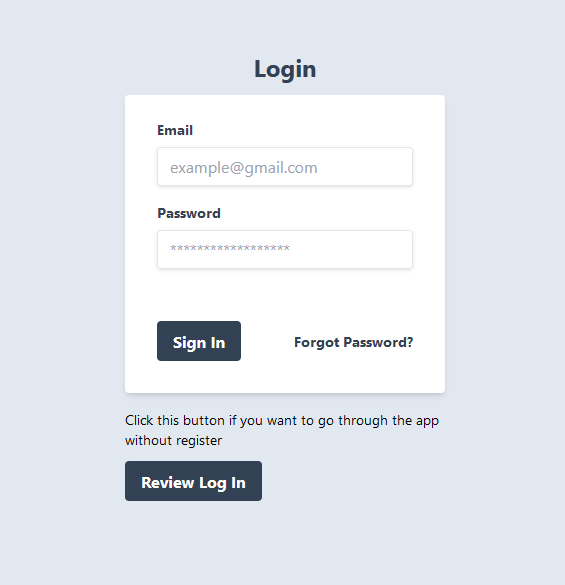 Login
Email
example@gmail.com
Password
******************
Sign In
Forgot Password?
Click this button if you want to go through the app
without register
Review Log In